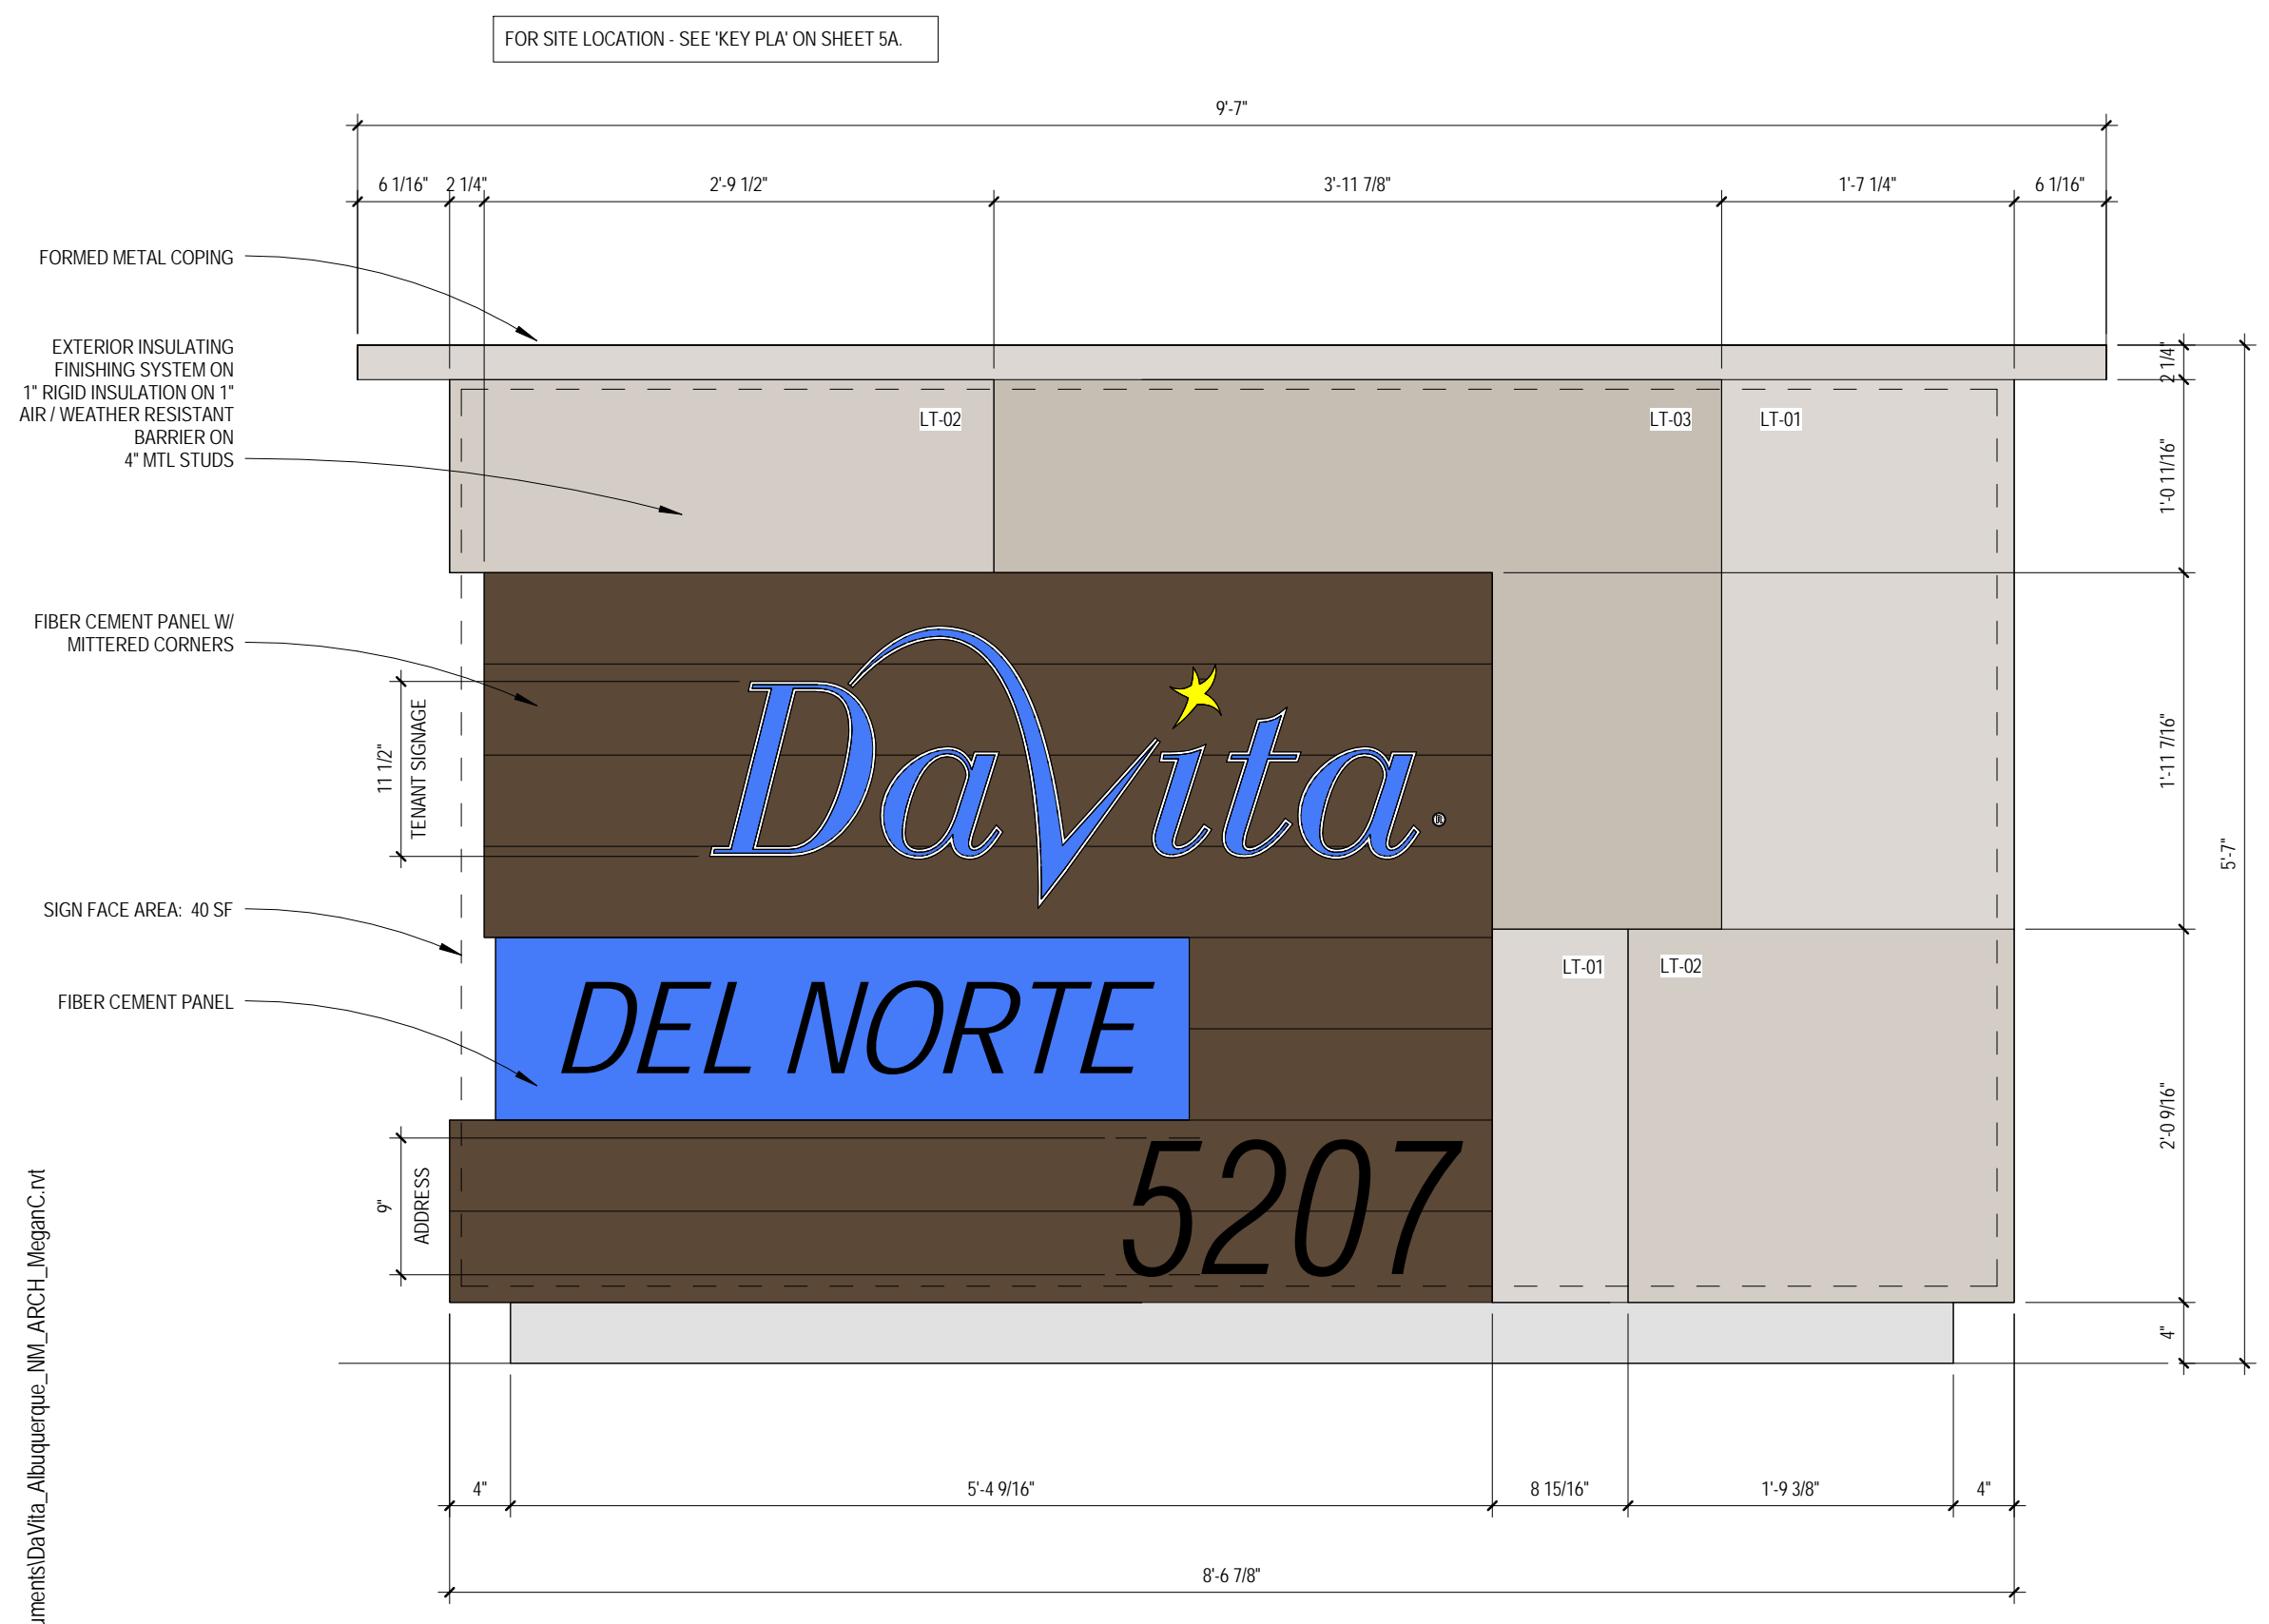 FOR SITE LOCATION - SEE 'KEY PLA' ON SHEET 5A.
9'-7"
6 1/16" 2 1/4" 2'-9 1/2" 3'-11 7/8" 1'-7 1/4" 6 1/16"
FORMED METAL COPING
EXTERIOR INSULATING
FINISHING SYSTEM ON
1" RIGID INSULATION ON 1"
AIR / WEATHER RESISTANT
BARRIER ON
4" MTL STUDS
LT-02 LT-03 LT-01
2 1/4"
1'-0 11/16"
FIBER CEMENT PANEL W/
MITTERED CORNERS
11 1/2"
TENANT SIGNAGE
DaVita®
1'-11 7/16"
5'-7"
SIGN FACE AREA: 40 SF
FIBER CEMENT PANEL
DEL NORTE
LT-01 LT-02
2'-0 9/16"
9"
ADDRESS
5207
4"
4" 5'-4 9/16" 8 15/16" 1'-9 3/8" 4"
8'-6 7/8"
uments\DaVita_Albuquerque_NM_ARCH_MeganC.rvt